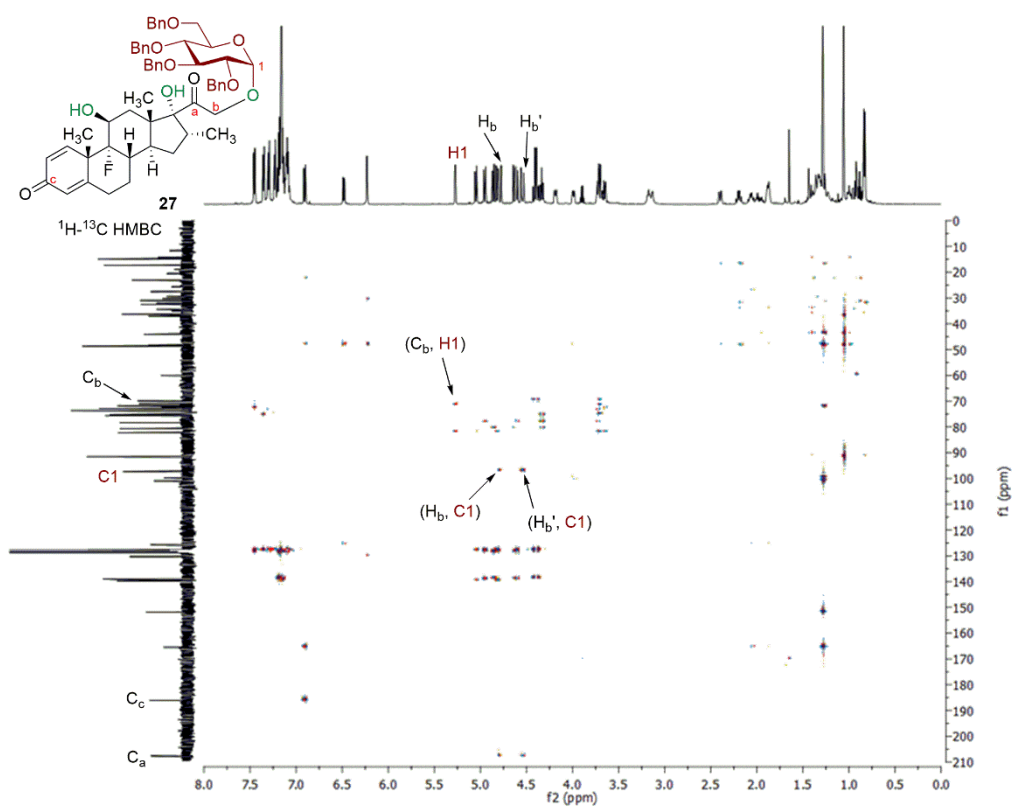 BnO
BnO
BnO
BnO
O
1
O
OH
O
a
b
HO
H₃C
CH₃
H₃C
H
F
H
H
O
c
27
¹H-¹³C HMBC
H1
Hb
Hb'
(Cb, H1)
Cb
C1
(Hb, C1)
(Hb', C1)
Cc
Ca
0
10
20
30
40
50
60
70
80
90
100
110
120
130
140
150
160
170
180
190
200
210
f1 (ppm)
8.0 7.5 7.0 6.5 6.0 5.5 5.0 4.5 4.0 3.5 3.0 2.5 2.0 1.5 1.0 0.5 0.0
f2 (ppm)